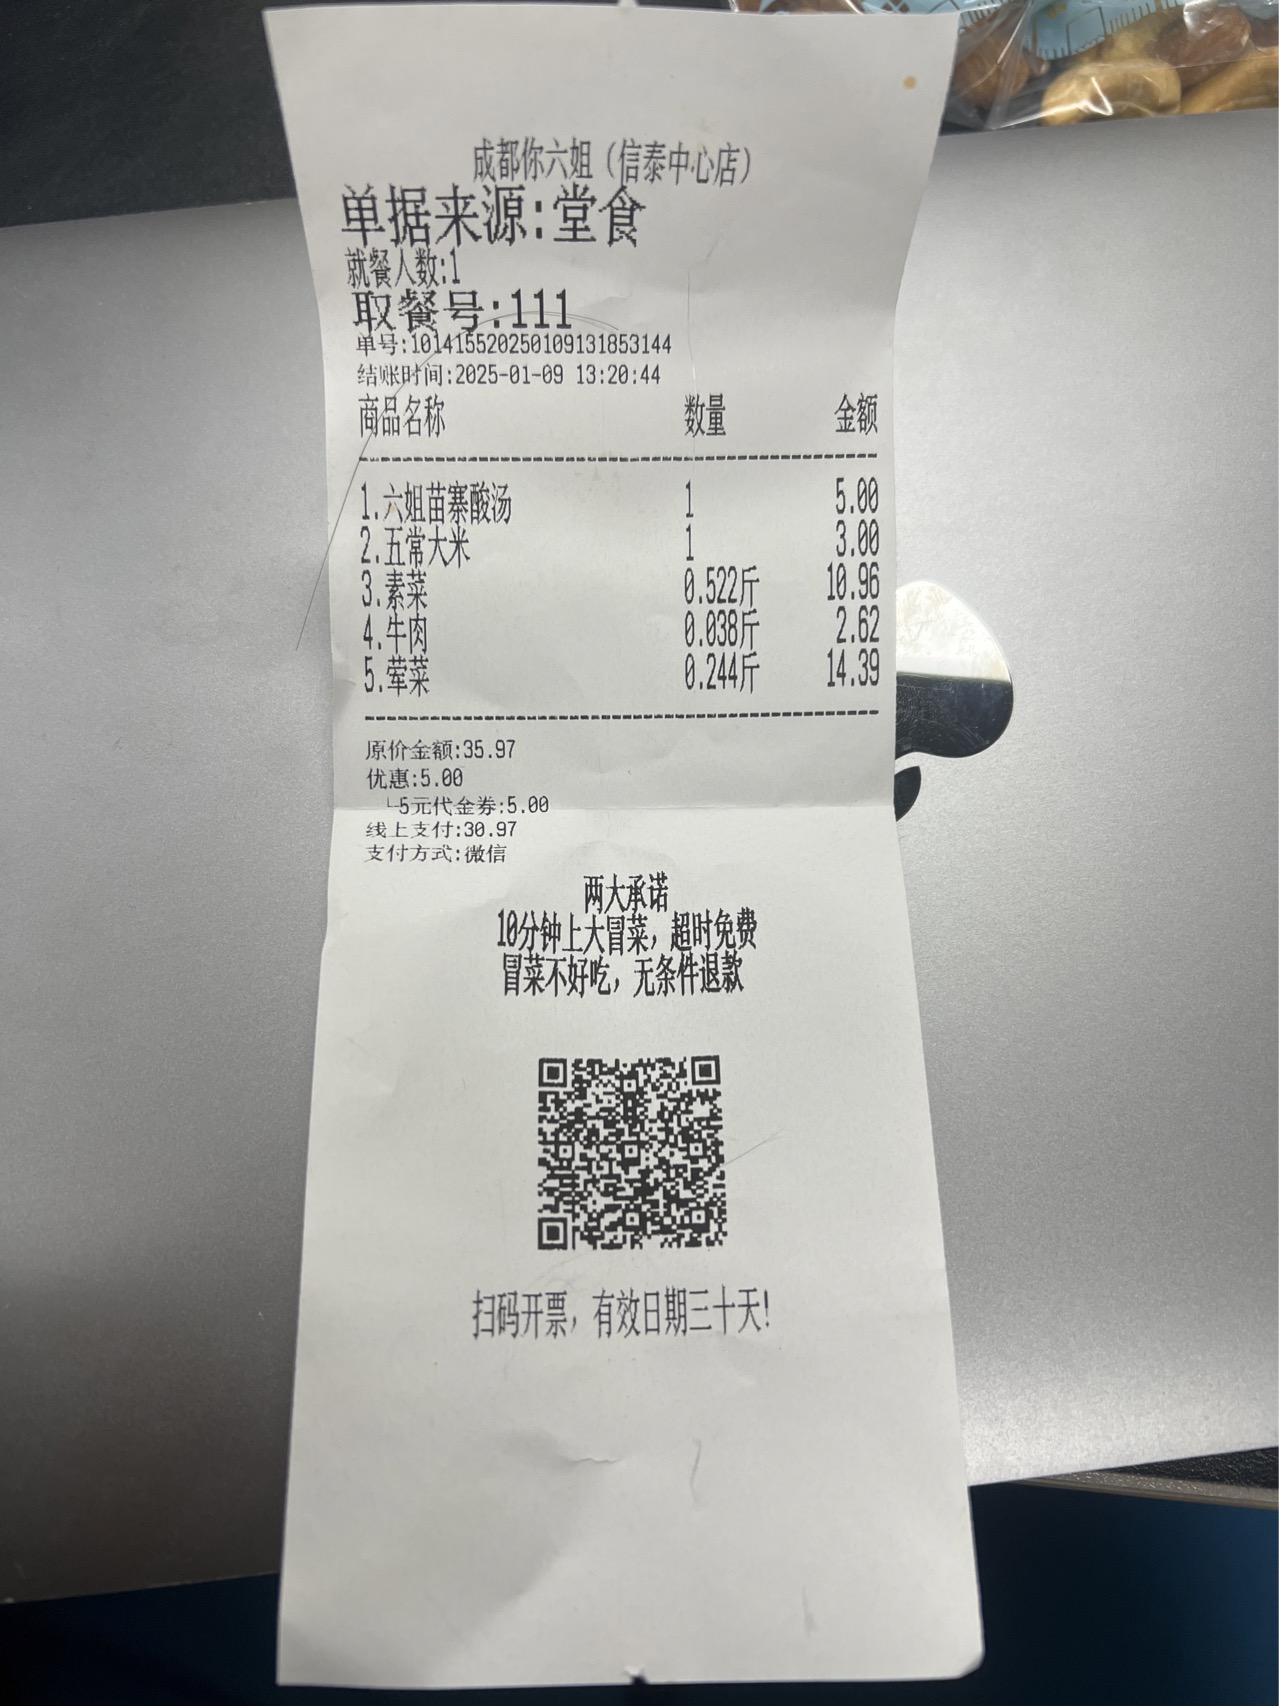 成都你六姐（信泰中心店）
单据来源:堂食
就餐人数:1
取餐号:111
单号:101415520250109131853144
结账时间:2025-01-09 13:20:44
商品名称 数量 金额
1.六姐苗寨酸汤 1 5.00
2.五常大米 1 3.00
3.素菜 0.522斤 10.96
4.牛肉 0.038斤 2.62
5.荤菜 0.244斤 14.39
原价金额:35.97
优惠:5.00
└5元代金券:5.00
线上支付:30.97
支付方式:微信
两大承诺
10分钟上大冒菜，超时免费
冒菜不好吃，无条件退款
扫码开票，有效日期三十天!